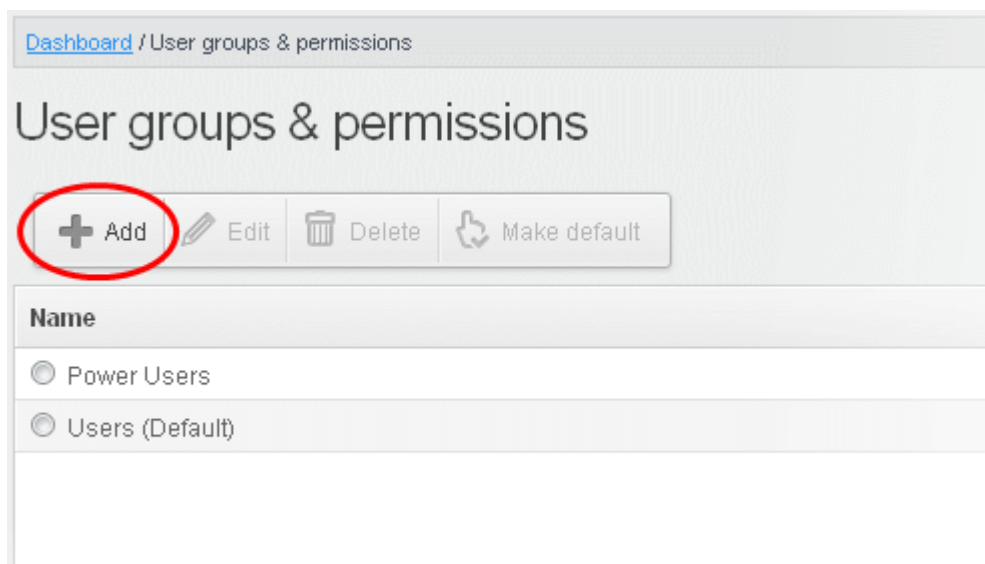 Dashboard / User groups & permissions
User groups & permissions
Add Edit Delete Make default
Name
Power Users
Users (Default)